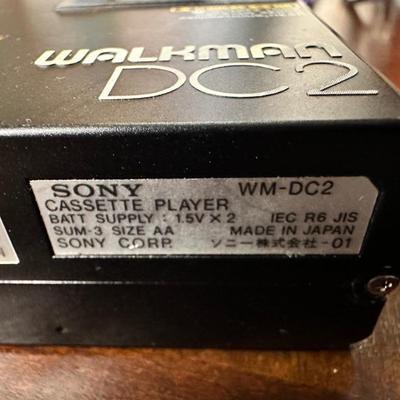 WALKMAN
DC2
SONY WM-DC2
CASSETTE PLAYER
BATT SUPPLY : 1.5V X 2 IEC R6 JIS
SUM-3 SIZE AA MADE IN JAPAN
SONY CORP. ソニー株式会社-01